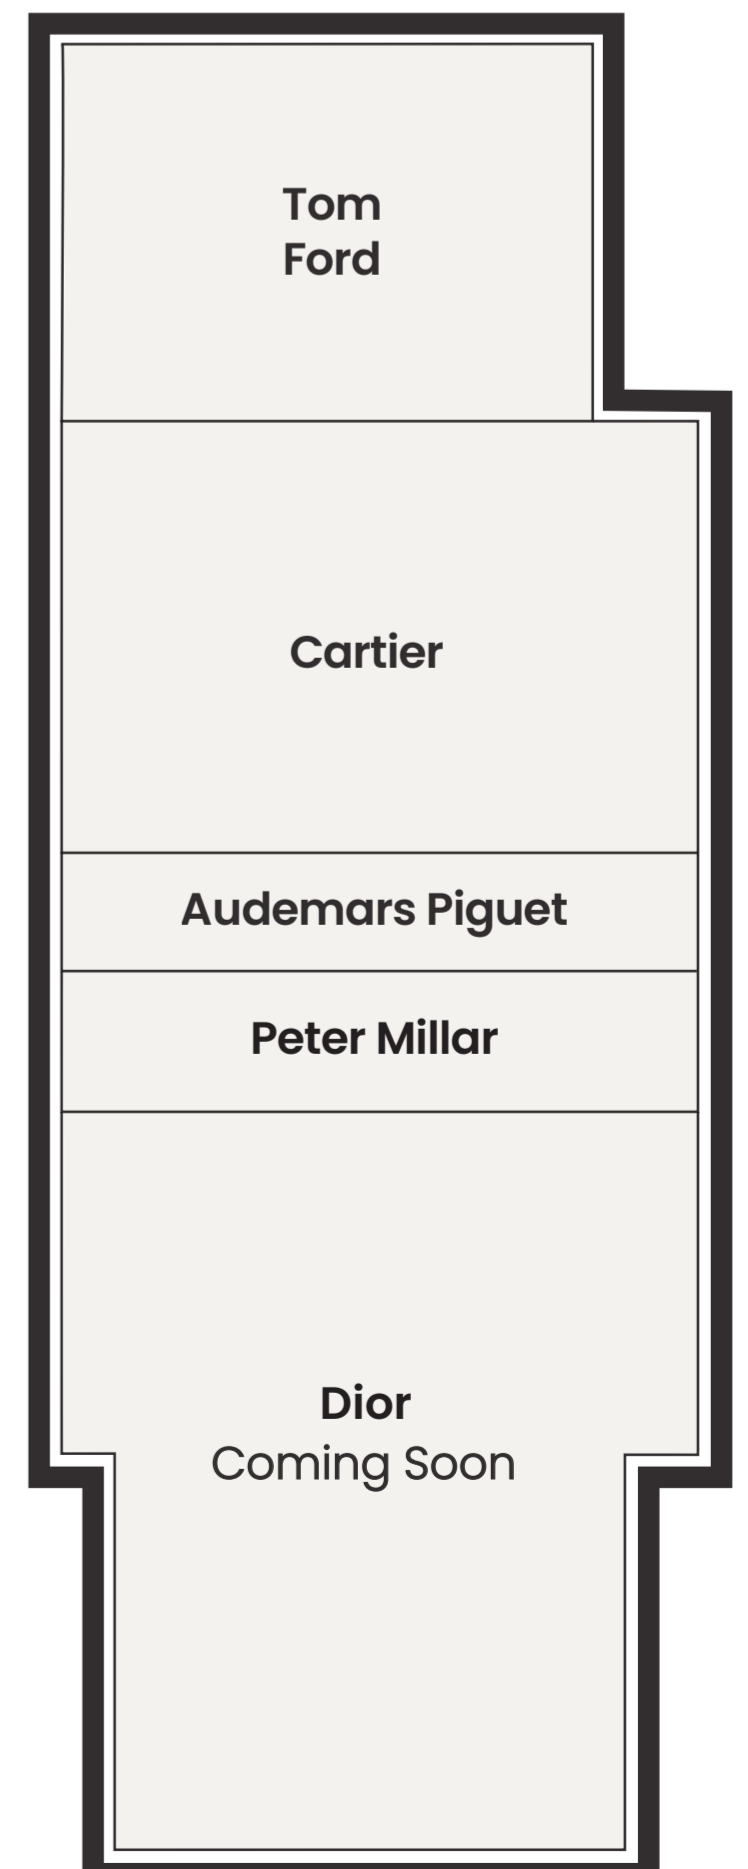 Tom
Ford
Cartier
Audemars Piguet
Peter Millar
Dior
Coming Soon